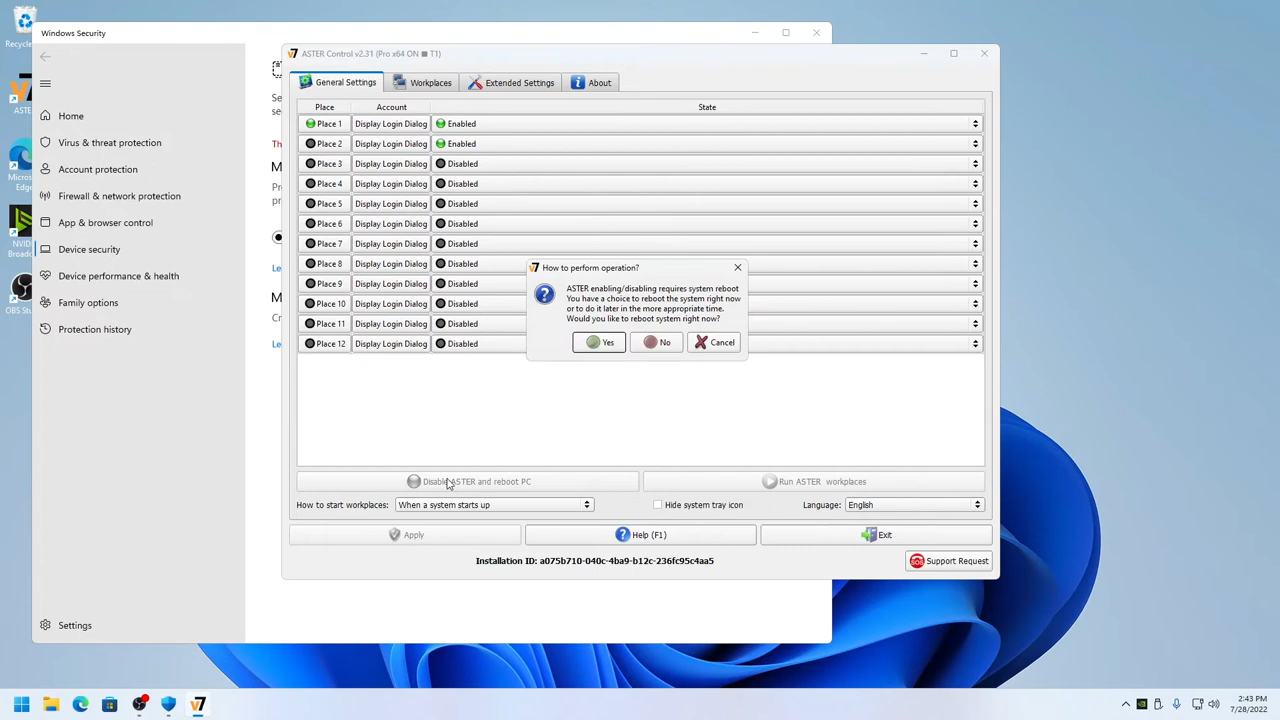 Recycle
Windows Security
ASTER Control v2.31 (Pro x64 ON ■ T1)
General Settings
Workplaces
Extended Settings
About
Place
Account
State
Place 1
Display Login Dialog
Enabled
Place 2
Display Login Dialog
Enabled
Place 3
Display Login Dialog
Disabled
Place 4
Display Login Dialog
Disabled
Place 5
Display Login Dialog
Disabled
Place 6
Display Login Dialog
Disabled
Place 7
Display Login Dialog
Disabled
Place 8
Display Login Dialog
Disabled
Place 9
Display Login Dialog
Disabled
Place 10
Display Login Dialog
Disabled
Place 11
Display Login Dialog
Disabled
Place 12
Display Login Dialog
Disabled
Home
Virus & threat protection
Account protection
Firewall & network protection
App & browser control
Device security
Device performance & health
Family options
Protection history
Settings
ASTE
Micros
Edge
NVIDI
Broadc
OBS Stu
How to perform operation?
ASTER enabling/disabling requires system reboot
You have a choice to reboot the system right now
or to do it later in the more appropriate time.
Would you like to reboot system right now?
Yes
No
Cancel
Disable ASTER and reboot PC
Run ASTER workplaces
How to start workplaces:
When a system starts up
Hide system tray icon
Language:
English
Apply
Help (F1)
Exit
Installation ID: a075b710-040c-4ba9-b12c-236fc95c4aa5
SOS
Support Request
2:43 PM
7/28/2022